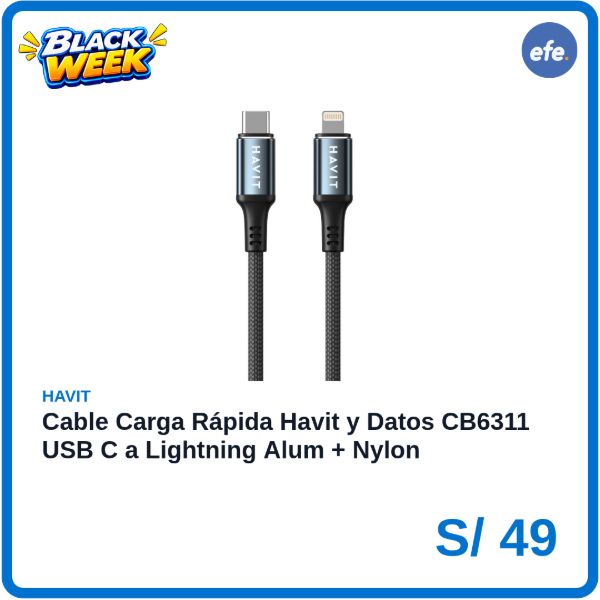 BLACK
WEEK
efe.
HAVIT
HAVIT
HAVIT
Cable Carga Rápida Havit y Datos CB6311
USB C a Lightning Alum + Nylon
S/ 49